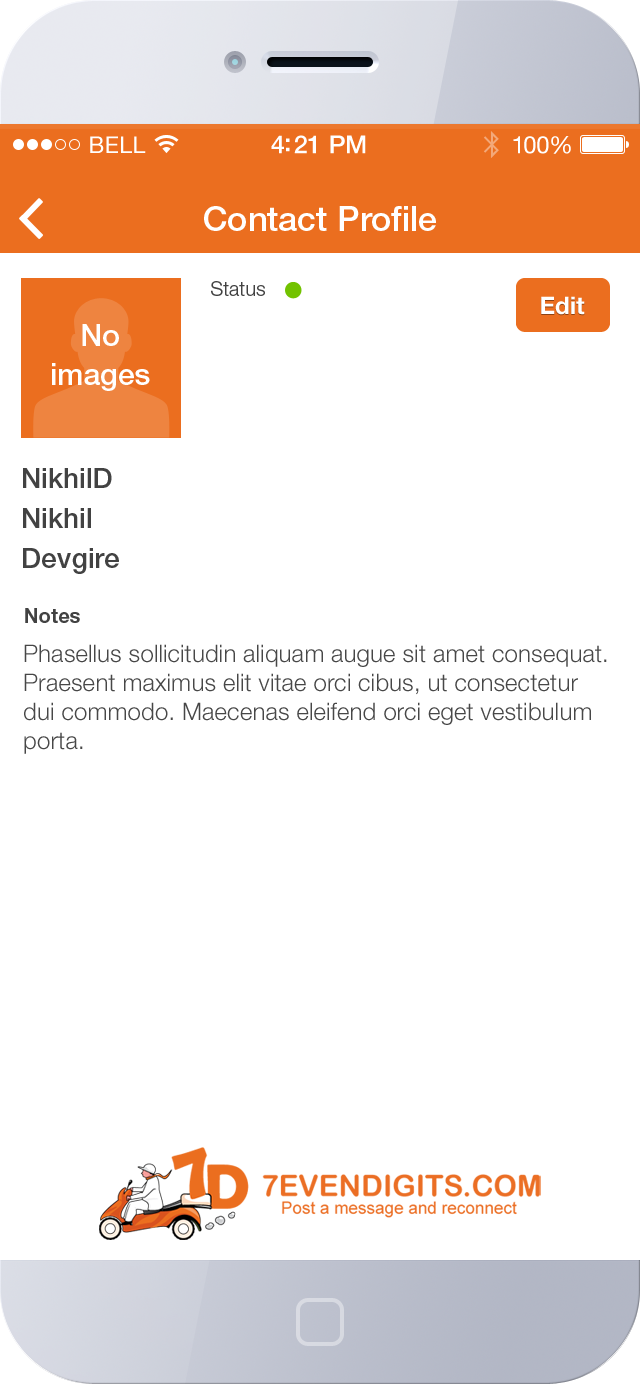 BELL 4:21 PM 100%
Contact Profile
No
images
Status
Edit
NikhilD
Nikhil
Devgire
Notes
Phasellus sollicitudin aliquam augue sit amet consequat.
Praesent maximus elit vitae orci cibus, ut consectetur
dui commodo. Maecenas eleifend orci eget vestibulum
porta.
7D
7EVENDIGITS.COM
Post a message and reconnect